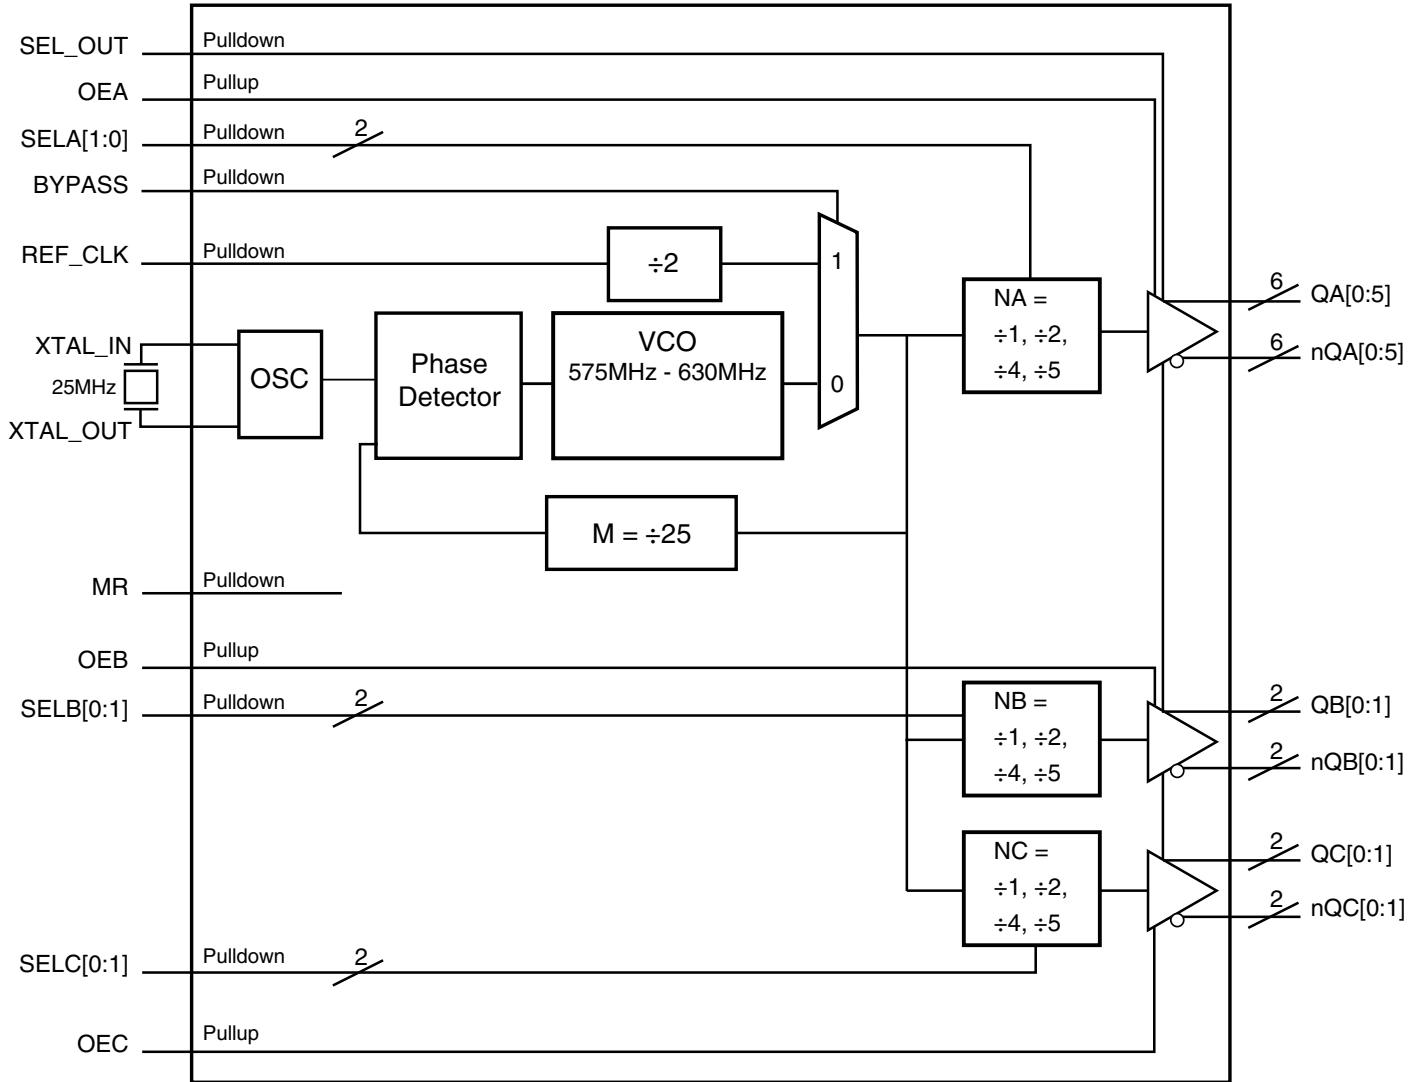 SEL_OUT
Pulldown
OEA
Pullup
SELA[1:0]
Pulldown
2
BYPASS
Pulldown
REF_CLK
Pulldown
÷2
1
NA =
÷1, ÷2,
÷4, ÷5
6
QA[0:5]
6
nQA[0:5]
XTAL_IN
25MHz
XTAL_OUT
OSC
Phase
Detector
VCO
575MHz - 630MHz
0
M = ÷25
MR
Pulldown
OEB
Pullup
SELB[0:1]
Pulldown
2
NB =
÷1, ÷2,
÷4, ÷5
2
QB[0:1]
2
nQB[0:1]
NC =
÷1, ÷2,
÷4, ÷5
2
QC[0:1]
2
nQC[0:1]
SELC[0:1]
Pulldown
2
OEC
Pullup